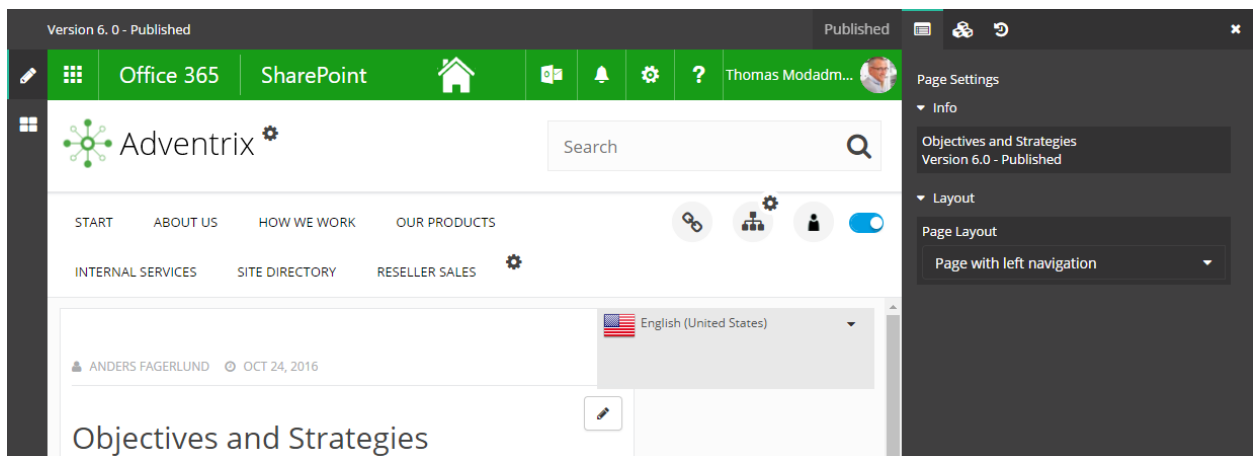 Version 6. 0 - Published
Published
Office 365
SharePoint
?
Thomas Modadm...
Adventrix
Search
START
ABOUT US
HOW WE WORK
OUR PRODUCTS
INTERNAL SERVICES
SITE DIRECTORY
RESELLER SALES
English (United States)
ANDERS FAGERLUND
OCT 24, 2016
Objectives and Strategies
Page Settings
Info
Objectives and Strategies
Version 6.0 - Published
Layout
Page Layout
Page with left navigation